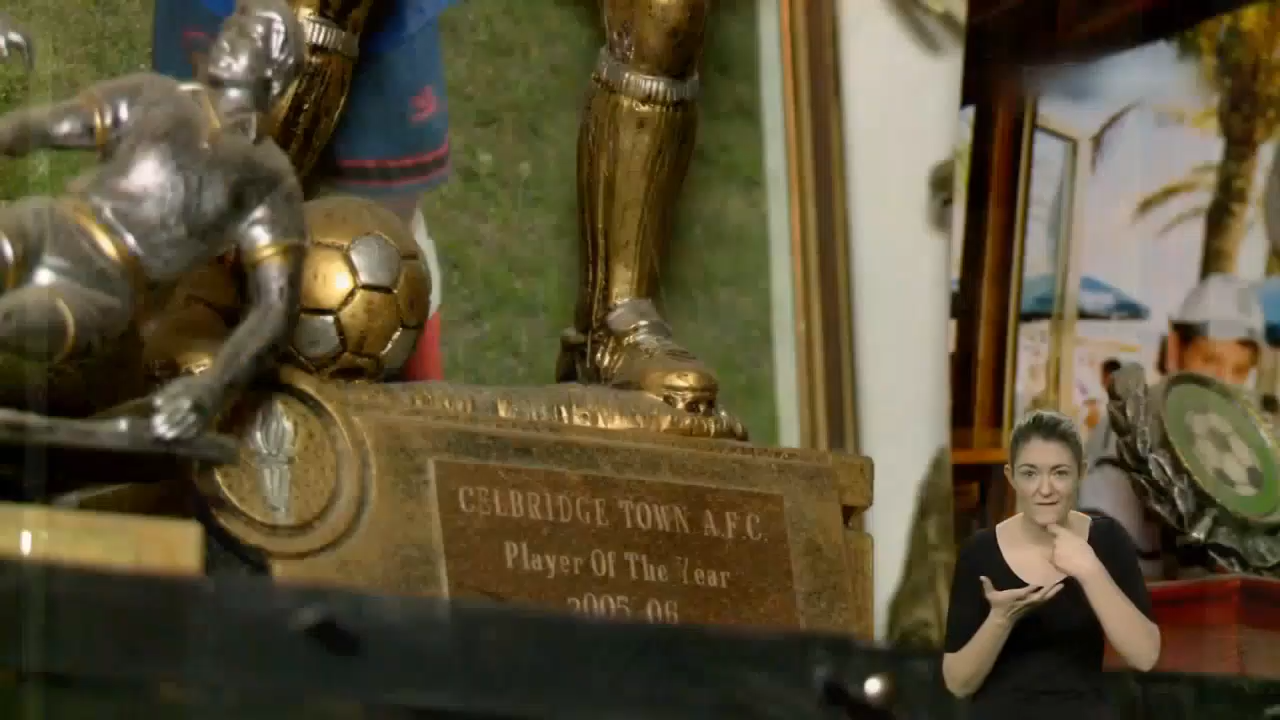 CELBRIDGE TOWN A.F.C.
Player Of The Year
2005-06